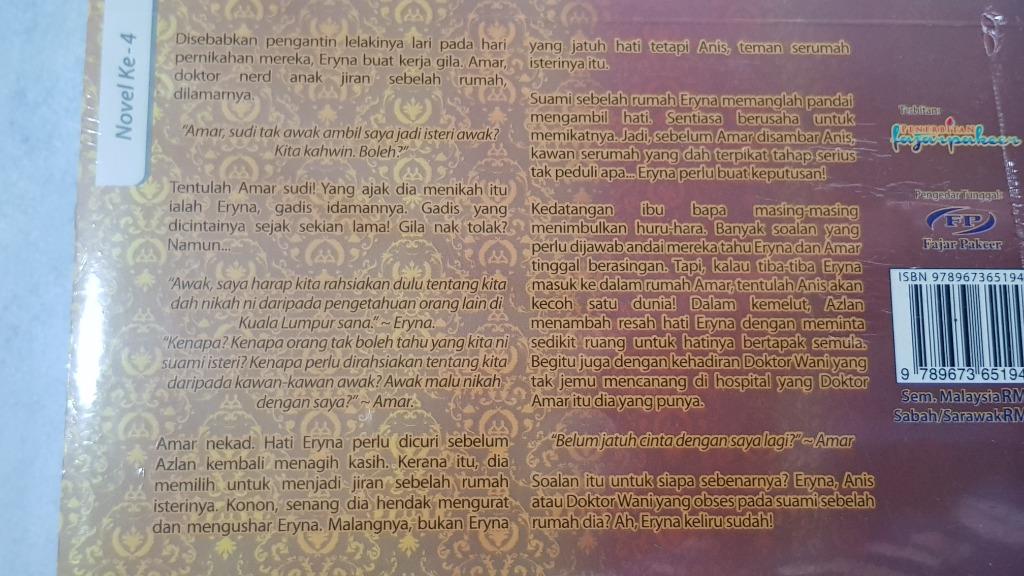 Novel Ke - 4
Disebabkan pengantin lelakinya lari pada hari
pernikahan mereka, Eryna buat kerja gila. Amar,
doktor nerd anak jiran sebelah rumah,
dilamarnya.
"Amar, sudi tak awak ambil saya jadi isteri awak?
Kita kahwin. Boleh?"
Tentulah Amar sudi! Yang ajak dia menikah itu
ialah Eryna, gadis idamannya. Gadis yang
dicintainya sejak sekian lama! Gila nak tolak?
Namun...
"Awak, saya harap kita rahsiakan dulu tentang kita
dah nikah ni daripada pengetahuan orang lain di
Kuala Lumpur sana." ~ Eryna.
"Kenapa? Kenapa orang tak boleh tahu yang kita ni
suami isteri? Kenapa perlu dirahsiakan tentang kita
daripada kawan-kawan awak? Awak malu nikah
dengan saya?" ~ Amar.
Amar nekad. Hati Eryna perlu dicuri sebelum
Azlan kembali menagih kasih. Kerana itu, dia
memilih untuk menjadi jiran sebelah rumah
isterinya. Konon, senang dia hendak mengurat
dan mengushar Eryna. Malangnya, bukan Eryna
yang jatuh hati tetapi Anis, teman serumah
isterinya itu.
Suami sebelah rumah Eryna memanglah pandai
mengambil hati. Sentiasa berusaha untuk
memikatnya. Jadi, sebelum Amar disambar Anis,
kawan serumah yang dah terpikat tahap serius
tak peduli apa... Eryna perlu buat keputusan!
Kedatangan ibu bapa masing-masing
menimbulkan huru-hara. Banyak soalan yang
perlu dijawab andai mereka tahu Eryna dan Amar
tinggal berasingan. Tapi, kalau tiba-tiba Eryna
masuk ke dalam rumah Amar, tentulah Anis akan
kecoh satu dunia! Dalam kemelut, Azlan
menambah resah hati Eryna dengan meminta
sedikit ruang untuk hatinya bertapak semula.
Begitu juga dengan kehadiran Doktor Wani yang
tak jemu mencanang di hospital yang Doktor
Amar itu dia yang punya.
"Belum jatuh cinta dengan saya lagi?" ~ Amar
Soalan itu untuk siapa sebenarnya? Eryna, Anis
atau Doktor Wani yang obses pada suami sebelah
rumah dia? Ah, Eryna keliru sudah!
Terbitan:
PENERBITAN
fajar pakeer
Pengedar Tunggal:
FP
Fajar Pakeer
ISBN 978967365194
9 789673 65194
Sem. Malaysia RM
Sabah/Sarawak RM